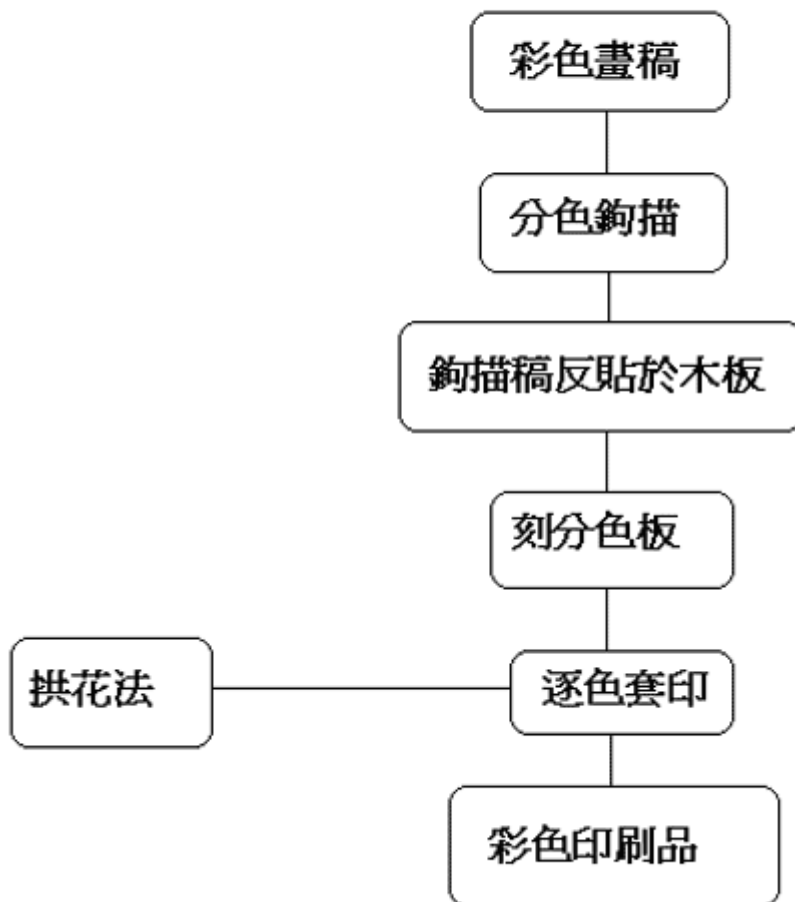 彩色畫稿
分色鉤描
鉤描稿反貼於木板
刻分色板
拱花法
逐色套印
彩色印刷品